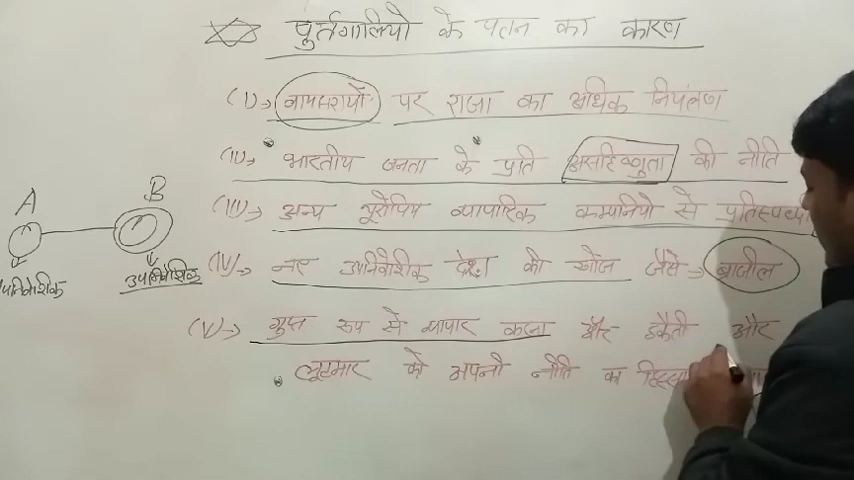 पुर्तगालियो के पतन का कारण
(I)→ वायसरायों पर राजा का अधिक नियंत्रण
(II)→ भारतीय जनता के प्रति असहिष्णुता की नीति
(III)→ अन्य यूरोपिय व्यापारिक कम्पनियो से प्रतिस्पर्धा
(IV)→ नए उपनिवेशिक देश की खोज जैसे→ ब्राजील
(V)→ गुप्त रूप से व्यापार करना और डकैती और
लूटमार को अपनी नीति का हिस्सा
A B
उपनिवेशिक